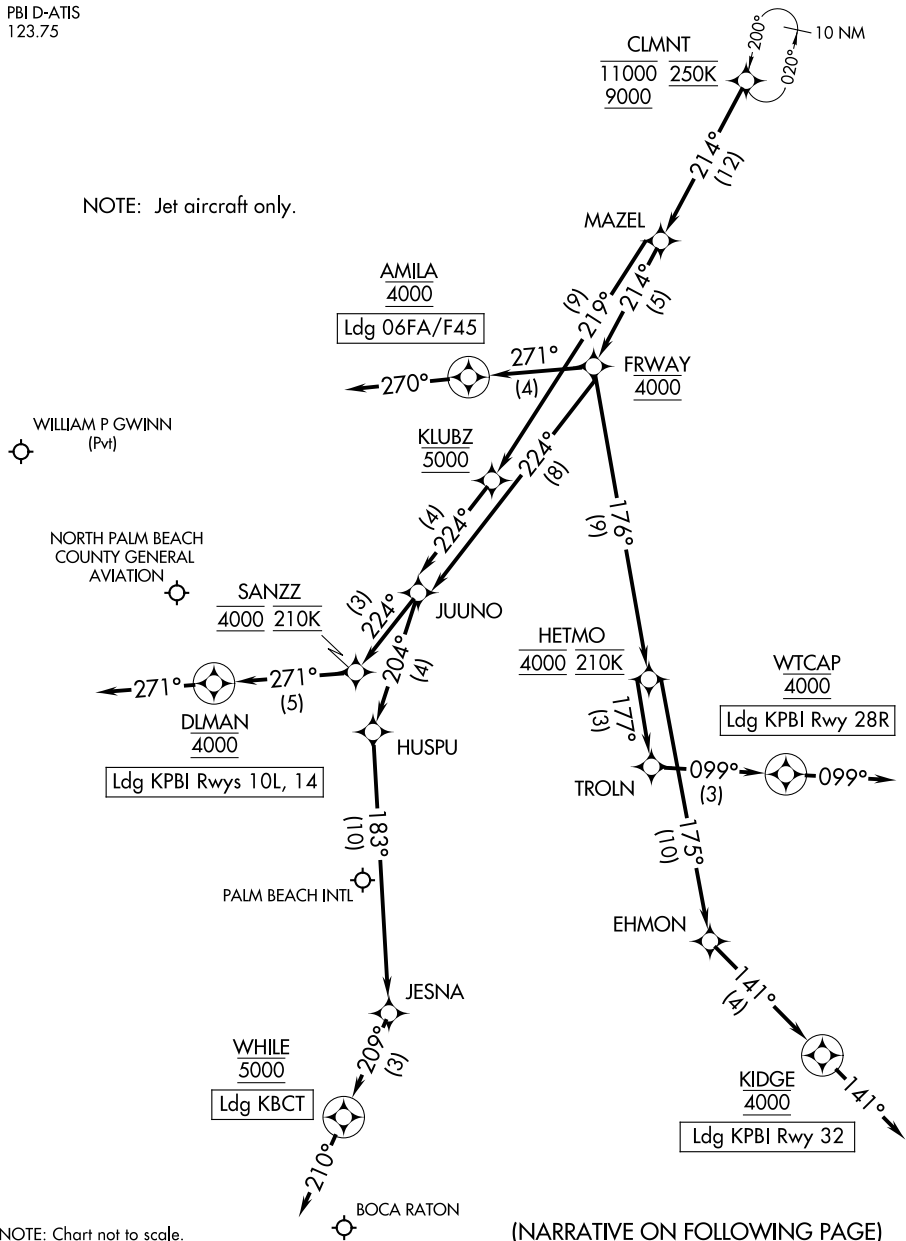 PBI D-ATIS
123.75
200°
10 NM
020°
CLMNT
11000 250K
9000
214°
(12)
NOTE: Jet aircraft only.
MAZEL
AMILA
4000
Ldg 06FA/F45
(9)
219°
214°
(5)
271°
(4)
270°
FRWAY
4000
WILLIAM P GWINN
(Pvt)
KLUBZ
5000
224°
(8)
(4)
224°
176°
(9)
NORTH PALM BEACH
COUNTY GENERAL
AVIATION
SANZZ
4000 210K
(3)
224°
JUUNO
204°
(4)
HETMO
4000 210K
WTCAP
4000
Ldg KPBI Rwy 28R
271°
271°
(5)
DLMAN
4000
Ldg KPBI Rwys 10L, 14
HUSPU
177°
(3)
TROLN
099°
(3)
099°
183°
(10)
175°
(10)
PALM BEACH INTL
EHMON
141°
(4)
JESNA
WHILE
5000
Ldg KBCT
209°
(3)
KIDGE
4000
Ldg KPBI Rwy 32
141°
210°
BOCA RATON
NOTE: Chart not to scale.
(NARRATIVE ON FOLLOWING PAGE)